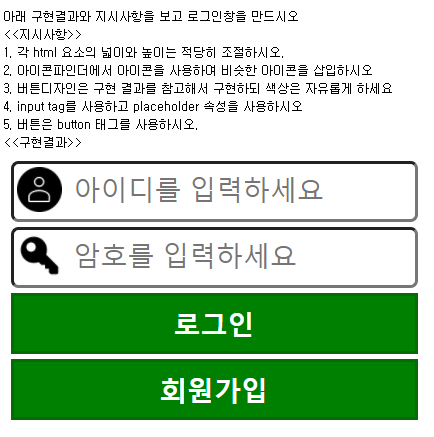 아래 구현결과와 지시사항을 보고 로그인창을 만드시오
<<지시사항>>
1. 각 html 요소의 넓이와 높이는 적당히 조절하시오.
2. 아이콘파인더에서 아이콘을 사용하여 비슷한 아이콘을 삽입하시오
3. 버튼디자인은 구현 결과를 참고해서 구현하되 색상은 자유롭게 하세요
4. input tag를 사용하고 placeholder 속성을 사용하시오
5. 버튼은 button 태그를 사용하시오.
<<구현결과>>
아이디를 입력하세요
암호를 입력하세요
로그인
회원가입